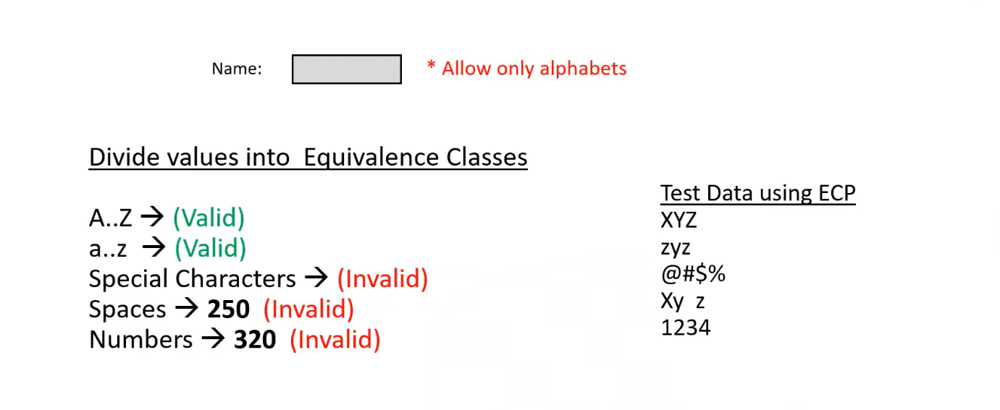 Name: * Allow only alphabets
Divide values into Equivalence Classes
A..Z → (Valid)
a..z → (Valid)
Special Characters → (Invalid)
Spaces → 250 (Invalid)
Numbers → 320 (Invalid)
Test Data using ECP
XYZ
zyz
@#$%
Xy z
1234